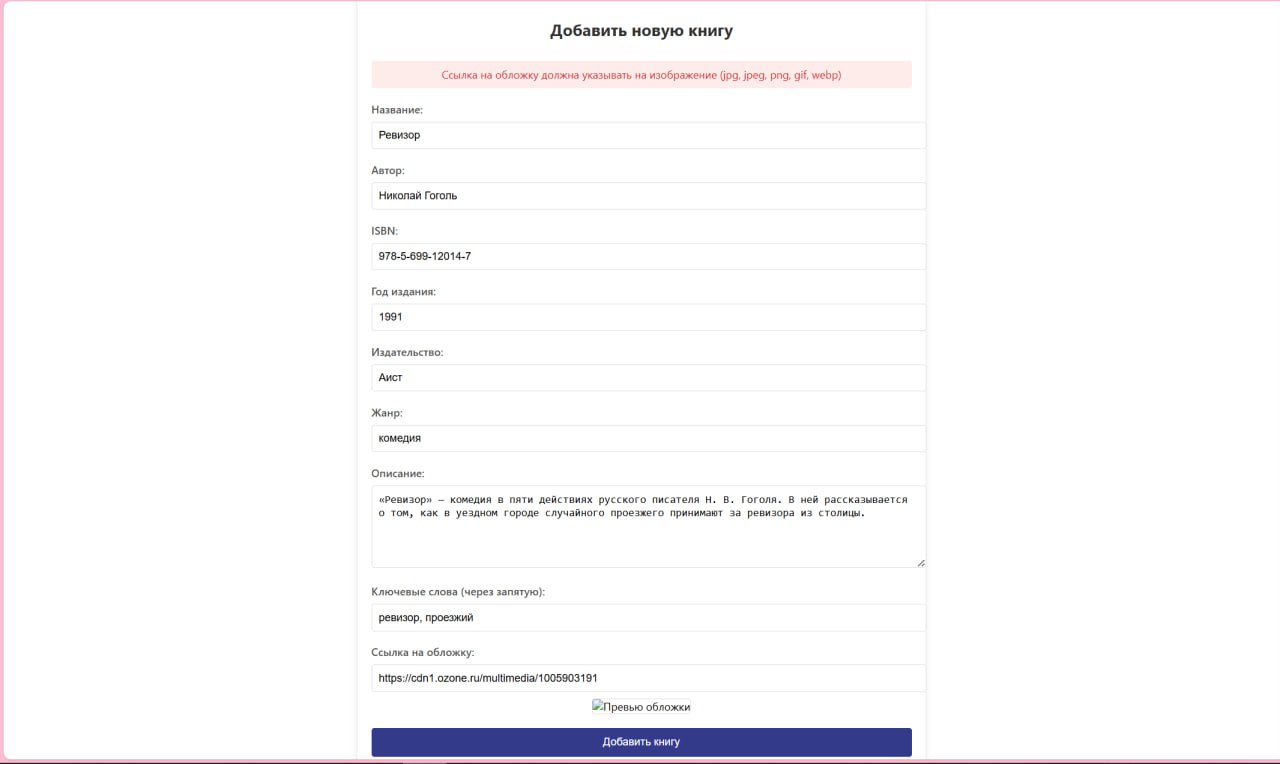 Добавить новую книгу
Ссылка на обложку должна указывать на изображение (jpg, jpeg, png, gif, webp)
Название:
Ревизор
Автор:
Николай Гоголь
ISBN:
978-5-699-12014-7
Год издания:
1991
Издательство:
Аист
Жанр:
комедия
Описание:
«Ревизор» — комедия в пяти действиях русского писателя Н. В. Гоголя. В ней рассказывается
о том, как в уездном городе случайного проезжего принимают за ревизора из столицы.
Ключевые слова (через запятую):
ревизор, проезжий
Ссылка на обложку:
https://cdn1.ozone.ru/multimedia/1005903191
Превью обложки
Добавить книгу